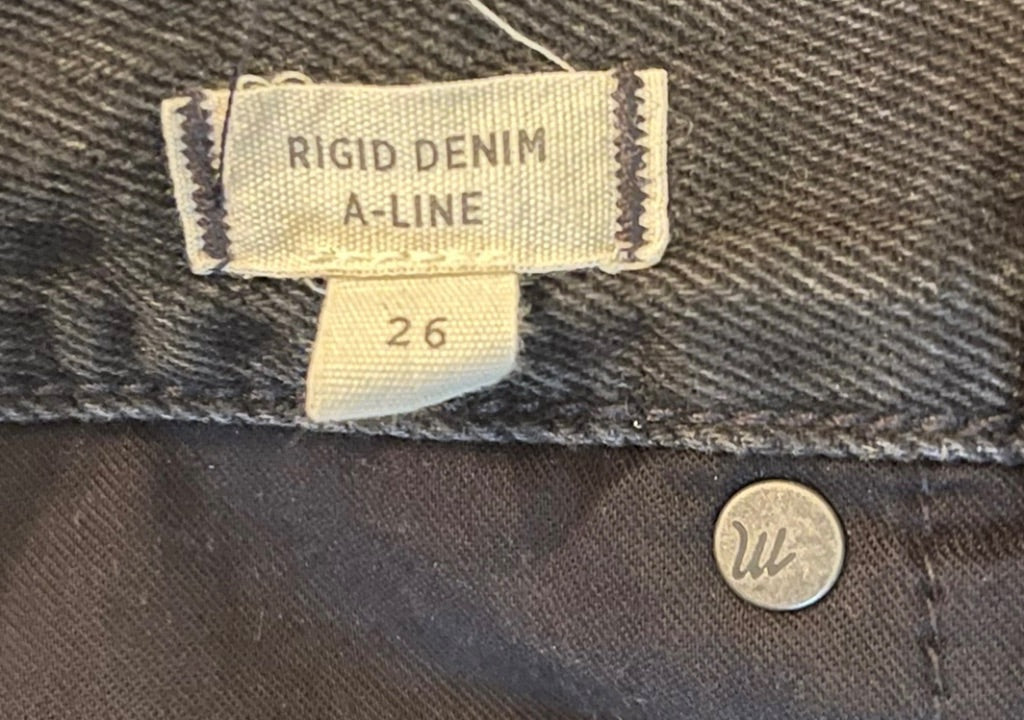 RIGID DENIM
A-LINE
26